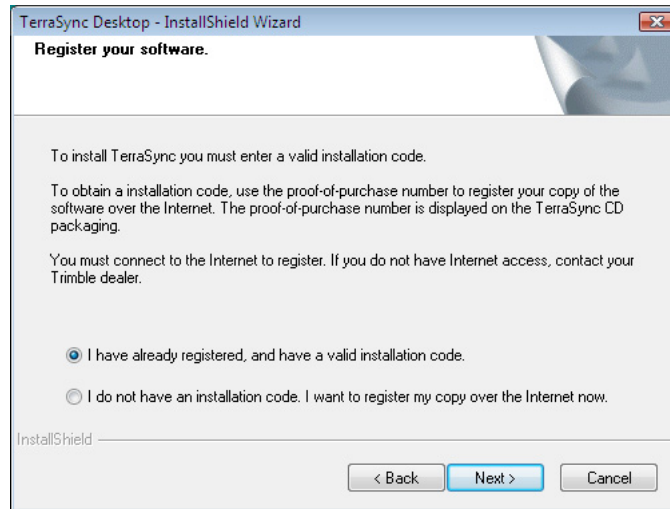 TerraSync Desktop - InstallShield Wizard
Register your software.
To install TerraSync you must enter a valid installation code.
To obtain a installation code, use the proof-of-purchase number to register your copy of the
software over the Internet. The proof-of-purchase number is displayed on the TerraSync CD
packaging.
You must connect to the Internet to register. If you do not have Internet access, contact your
Trimble dealer.
I have already registered, and have a valid installation code.
I do not have an installation code. I want to register my copy over the Internet now.
InstallShield
< Back Next > Cancel